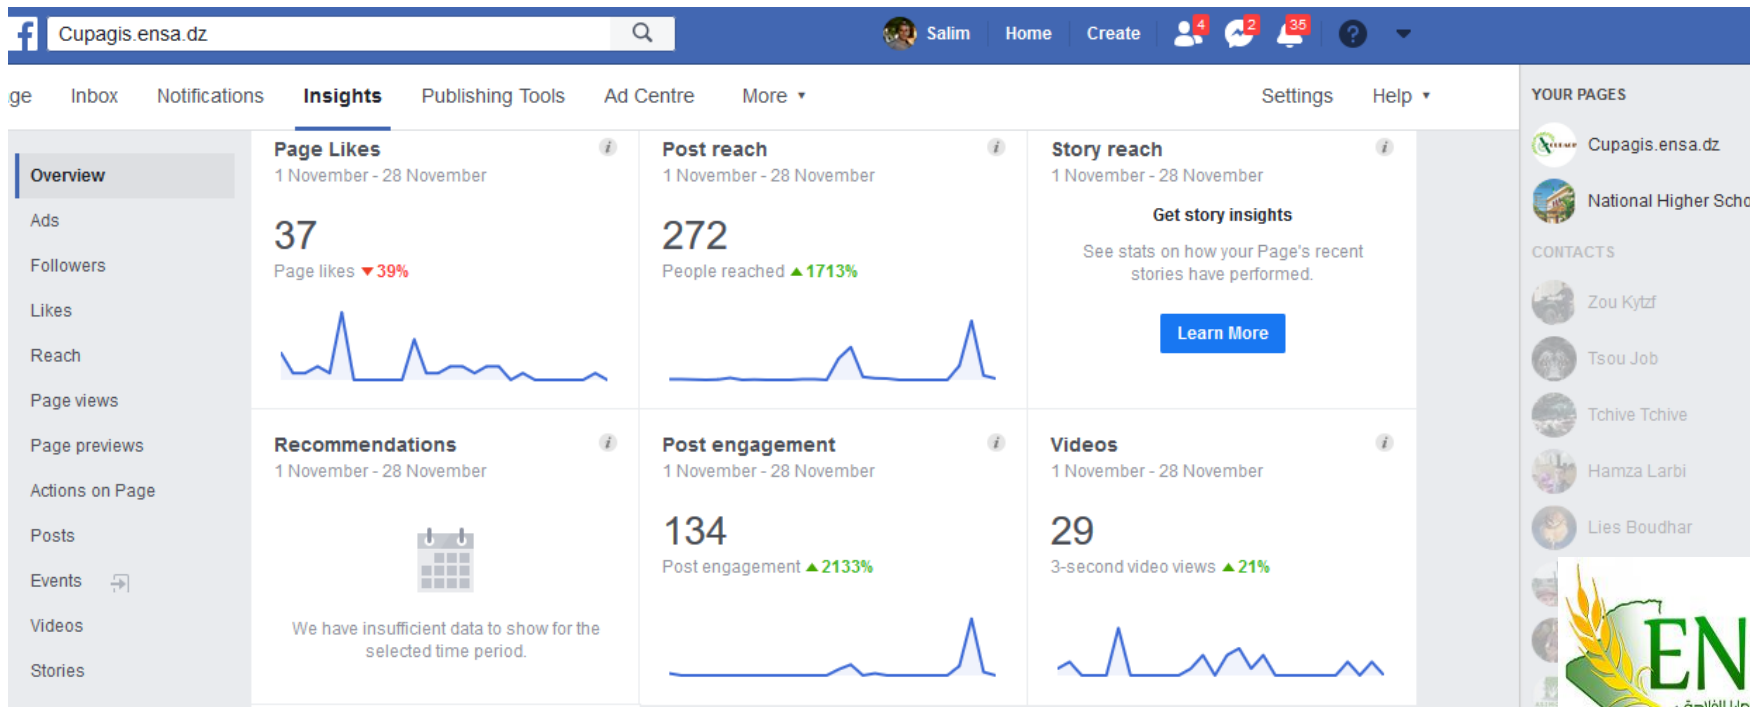 Cupagis.ensa.dz
Salim Home Create 4 2 35 ?
ge Inbox Notifications Insights Publishing Tools Ad Centre More Settings Help
YOUR PAGES
Cupagis.ensa.dz
National Higher Scho
CONTACTS
Zou Kytzf
Tsou Job
Tchive Tchive
Hamza Larbi
Lies Boudhar
Overview
Ads
Followers
Likes
Reach
Page views
Page previews
Actions on Page
Posts
Events
Videos
Stories
Page Likes
1 November - 28 November
37
Page likes ▼39%
Post reach
1 November - 28 November
272
People reached ▲1713%
Story reach
1 November - 28 November
Get story insights
See stats on how your Page's recent
stories have performed.
Learn More
Recommendations
1 November - 28 November
We have insufficient data to show for the
selected time period.
Post engagement
1 November - 28 November
134
Post engagement ▲2133%
Videos
1 November - 28 November
29
3-second video views ▲21%
EN